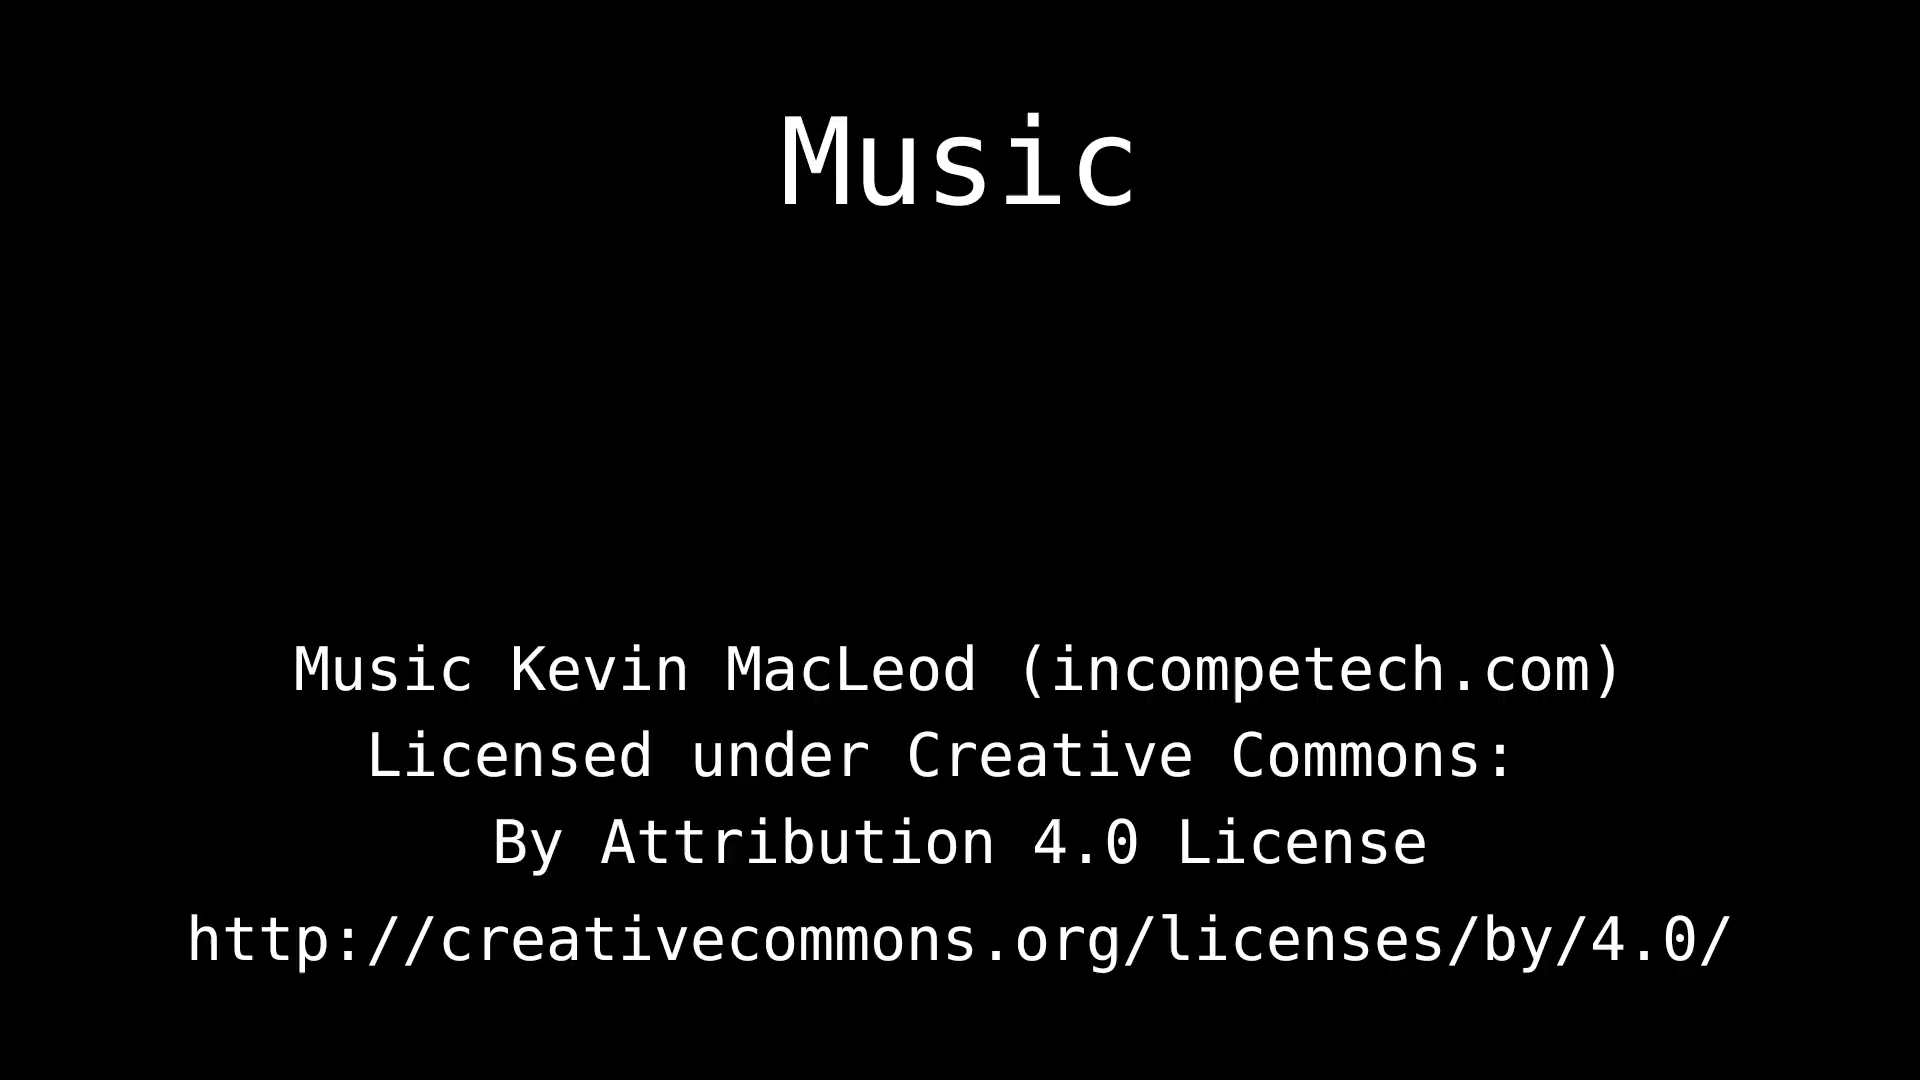 Music
Music Kevin MacLeod (incompetech.com)
Licensed under Creative Commons:
By Attribution 4.0 License
http://creativecommons.org/licenses/by/4.0/